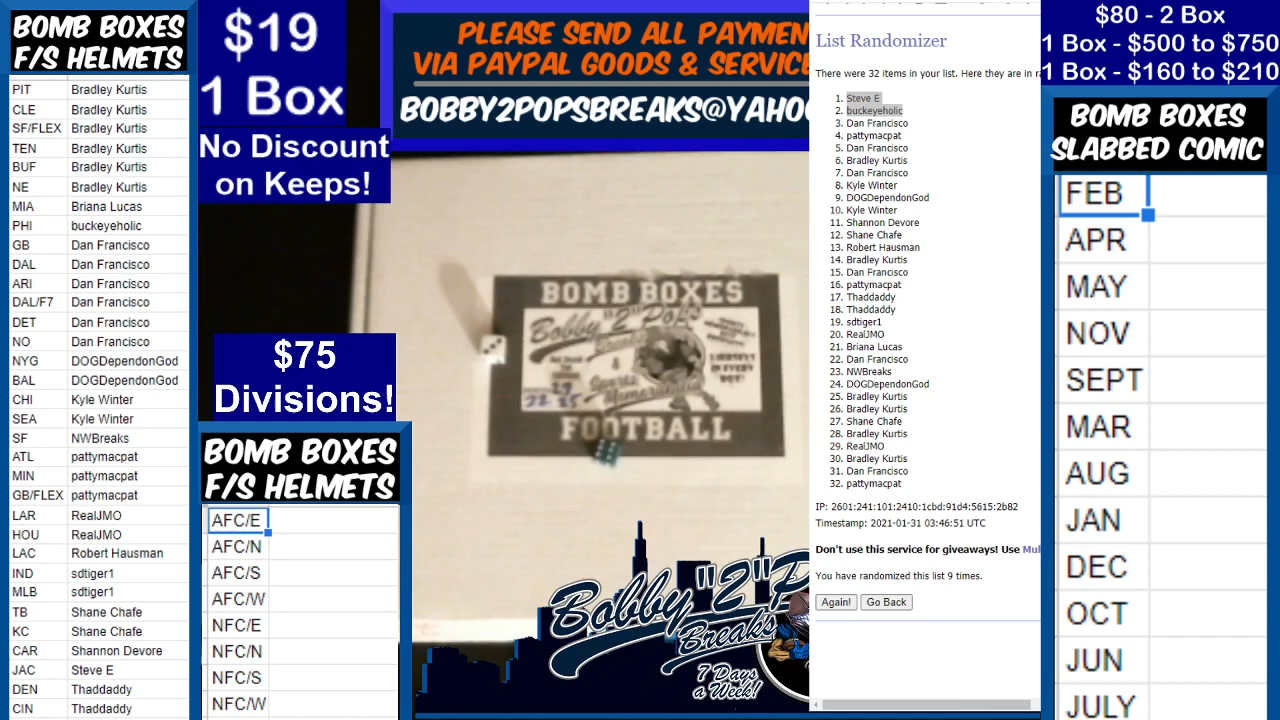 BOMB BOXES
F/S HELMETS
PIT Bradley Kurtis
CLE Bradley Kurtis
SF/FLEX Bradley Kurtis
TEN Bradley Kurtis
BUF Bradley Kurtis
NE Bradley Kurtis
MIA Briana Lucas
PHI buckeyeholic
GB Dan Francisco
DAL Dan Francisco
ARI Dan Francisco
DAL/F7 Dan Francisco
DET Dan Francisco
NO Dan Francisco
NYG DOGDependonGod
BAL DOGDependonGod
CHI Kyle Winter
SEA Kyle Winter
SF NWBreaks
ATL pattymacpat
MIN pattymacpat
GB/FLEX pattymacpat
LAR RealJMO
HOU RealJMO
LAC Robert Hausman
IND sdtiger1
MLB sdtiger1
TB Shane Chafe
KC Shane Chafe
CAR Shannon Devore
JAC Steve E
DEN Thaddaddy
CIN Thaddaddy
$19
1 Box
No Discount
on Keeps!
$75
Divisions!
BOMB BOXES
F/S HELMETS
AFC/E
AFC/N
AFC/S
AFC/W
NFC/E
NFC/N
NFC/S
NFC/W
PLEASE SEND ALL PAYMEN
VIA PAYPAL GOODS & SERVICE
BOBBY2POPSBREAKS@YAHO
BOMB BOXES
Bobby "2" Pops
FOOTBALL
Bobby "2" P
Breaks
7 Days
a Week!
List Randomizer
There were 32 items in your list. Here they are in ra
1. Steve E
2. buckeyeholic
3. Dan Francisco
4. pattymacpat
5. Dan Francisco
6. Bradley Kurtis
7. Dan Francisco
8. Kyle Winter
9. DOGDependonGod
10. Kyle Winter
11. Shannon Devore
12. Shane Chafe
13. Robert Hausman
14. Bradley Kurtis
15. Dan Francisco
16. pattymacpat
17. Thaddaddy
18. Thaddaddy
19. sdtiger1
20. RealJMO
21. Briana Lucas
22. Dan Francisco
23. NWBreaks
24. DOGDependonGod
25. Bradley Kurtis
26. Bradley Kurtis
27. Shane Chafe
28. Bradley Kurtis
29. RealJMO
30. Bradley Kurtis
31. Dan Francisco
32. pattymacpat
IP: 2601:241:101:2410:1cbd:91d4:5615:2b82
Timestamp: 2021-01-31 03:46:51 UTC
Don't use this service for giveaways! Use Mul
You have randomized this list 9 times.
Again! Go Back
$80 - 2 Box
1 Box - $500 to $750
1 Box - $160 to $210
BOMB BOXES
SLABBED COMIC
FEB
APR
MAY
NOV
SEPT
MAR
AUG
JAN
DEC
OCT
JUN
JULY